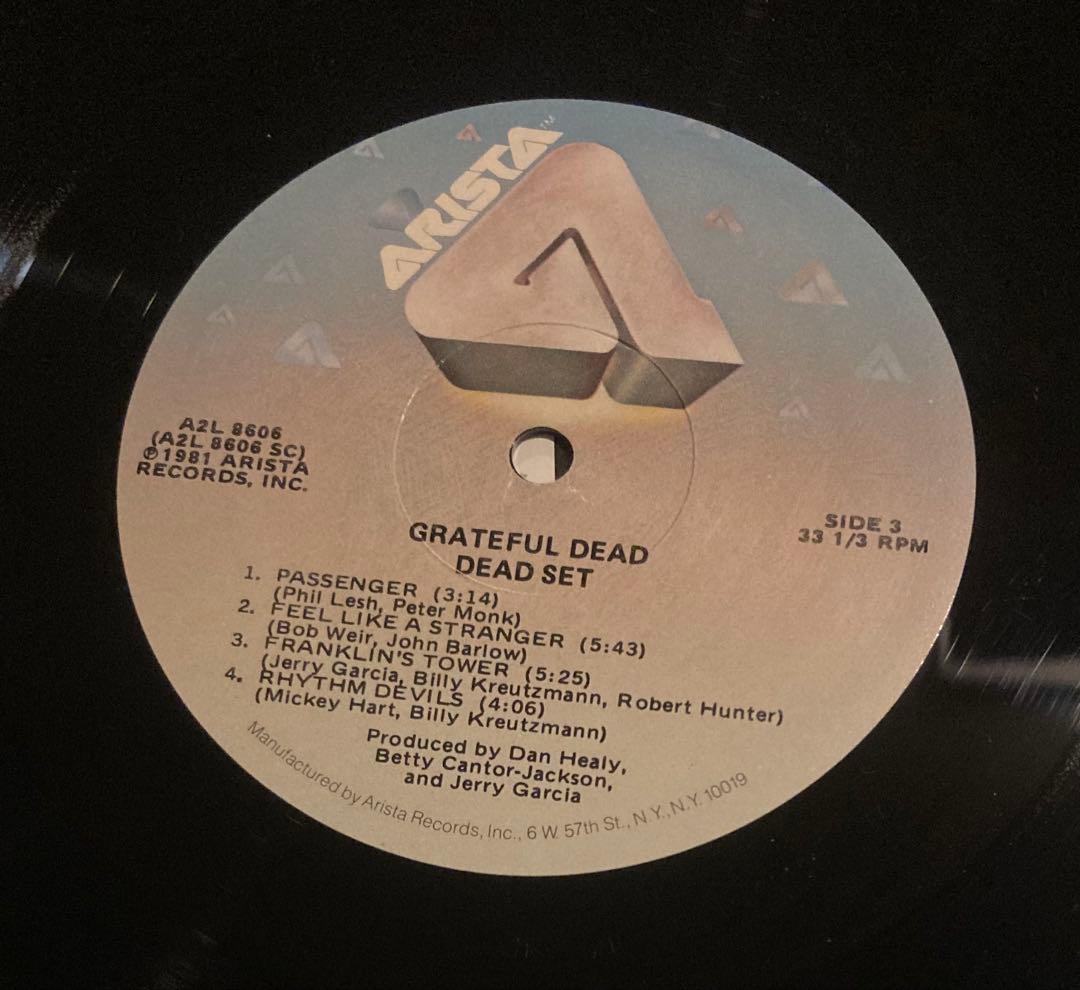 ARISTA™
A2L 8606
(A2L 8606 SC)
℗1981 ARISTA
RECORDS, INC.
SIDE 3
33 1/3 RPM
GRATEFUL DEAD
DEAD SET
1. PASSENGER (3:14)
(Phil Lesh, Peter Monk)
2. FEEL LIKE A STRANGER (5:43)
(Bob Weir, John Barlow)
3. FRANKLIN'S TOWER (5:25)
(Jerry Garcia, Billy Kreutzmann, Robert Hunter)
4. RHYTHM DEVILS (4:06)
(Mickey Hart, Billy Kreutzmann)
Produced by Dan Healy,
Betty Cantor-Jackson,
and Jerry Garcia
Manufactured by Arista Records, Inc., 6 W. 57th St., N.Y., N.Y. 10019